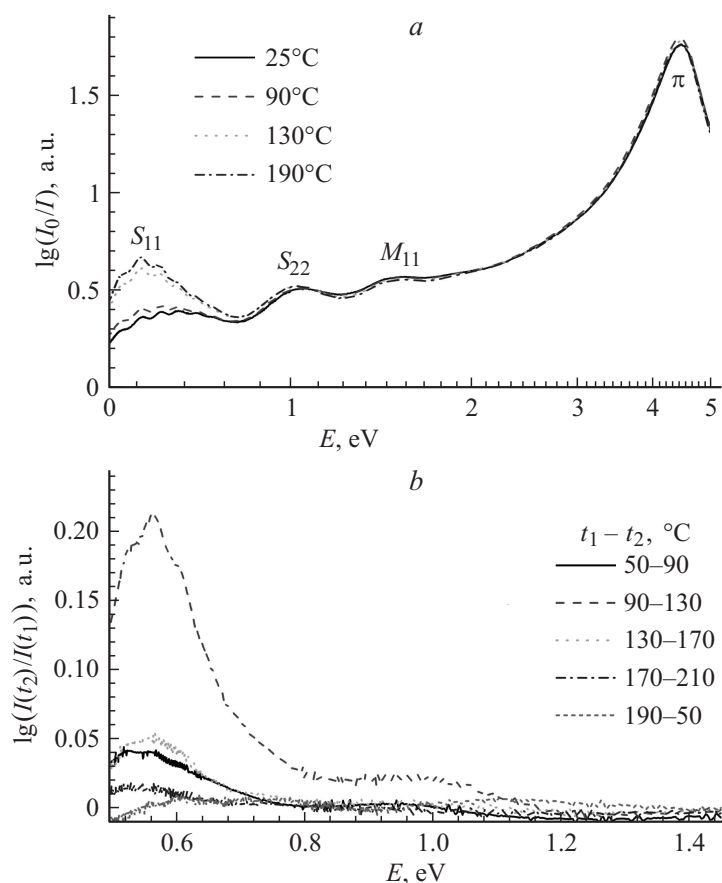 a
25°C
90°C
130°C
190°C
S11
S22
M11
π
lg(I0/I), a.u.
1.5
1
0.5
0
0 1 2 3 4 5
E, eV
b
t1 – t2, °C
50–90
90–130
130–170
170–210
190–50
lg(I(t2)/I(t1)), a.u.
0.20
0.15
0.10
0.05
0
0.6 0.8 1.0 1.2 1.4
E, eV